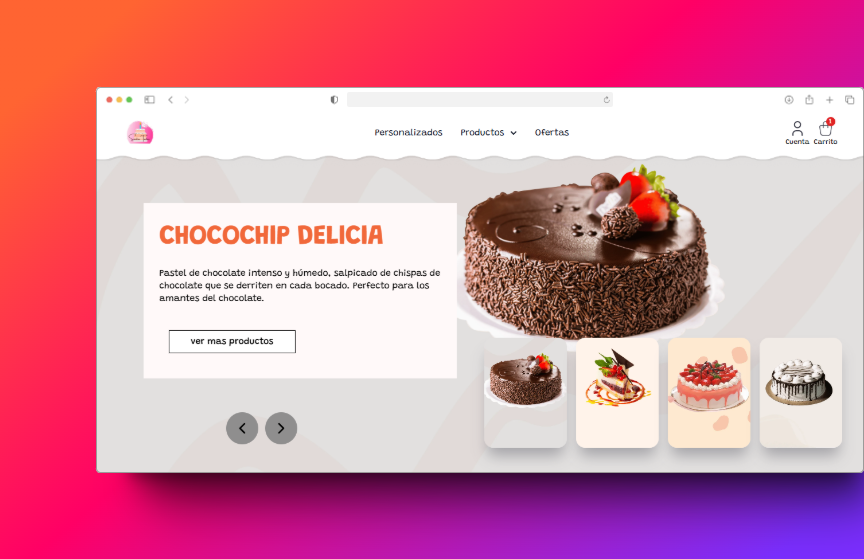 Personalizados Productos Ofertas
1
Cuenta Carrito
CHOCOCHIP DELICIA
Pastel de chocolate intenso y húmedo, salpicado de chispas de
chocolate que se derriten en cada bocado. Perfecto para los
amantes del chocolate.
ver mas productos